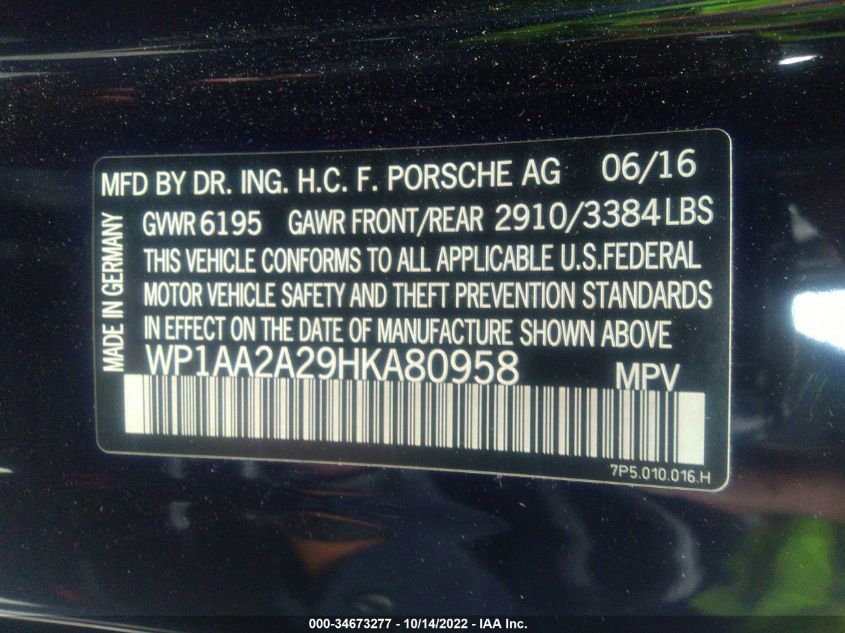 MFD BY DR. ING. H.C. F. PORSCHE AG 06/16
GVWR 6195 GAWR FRONT/REAR 2910/3384 LBS
THIS VEHICLE CONFORMS TO ALL APPLICABLE U.S.FEDERAL
MOTOR VEHICLE SAFETY AND THEFT PREVENTION STANDARDS
IN EFFECT ON THE DATE OF MANUFACTURE SHOWN ABOVE
WP1AA2A29HKA80958 MPV
MADE IN GERMANY
7P5.010.016.H
000-34673277 - 10/14/2022 - IAA Inc.